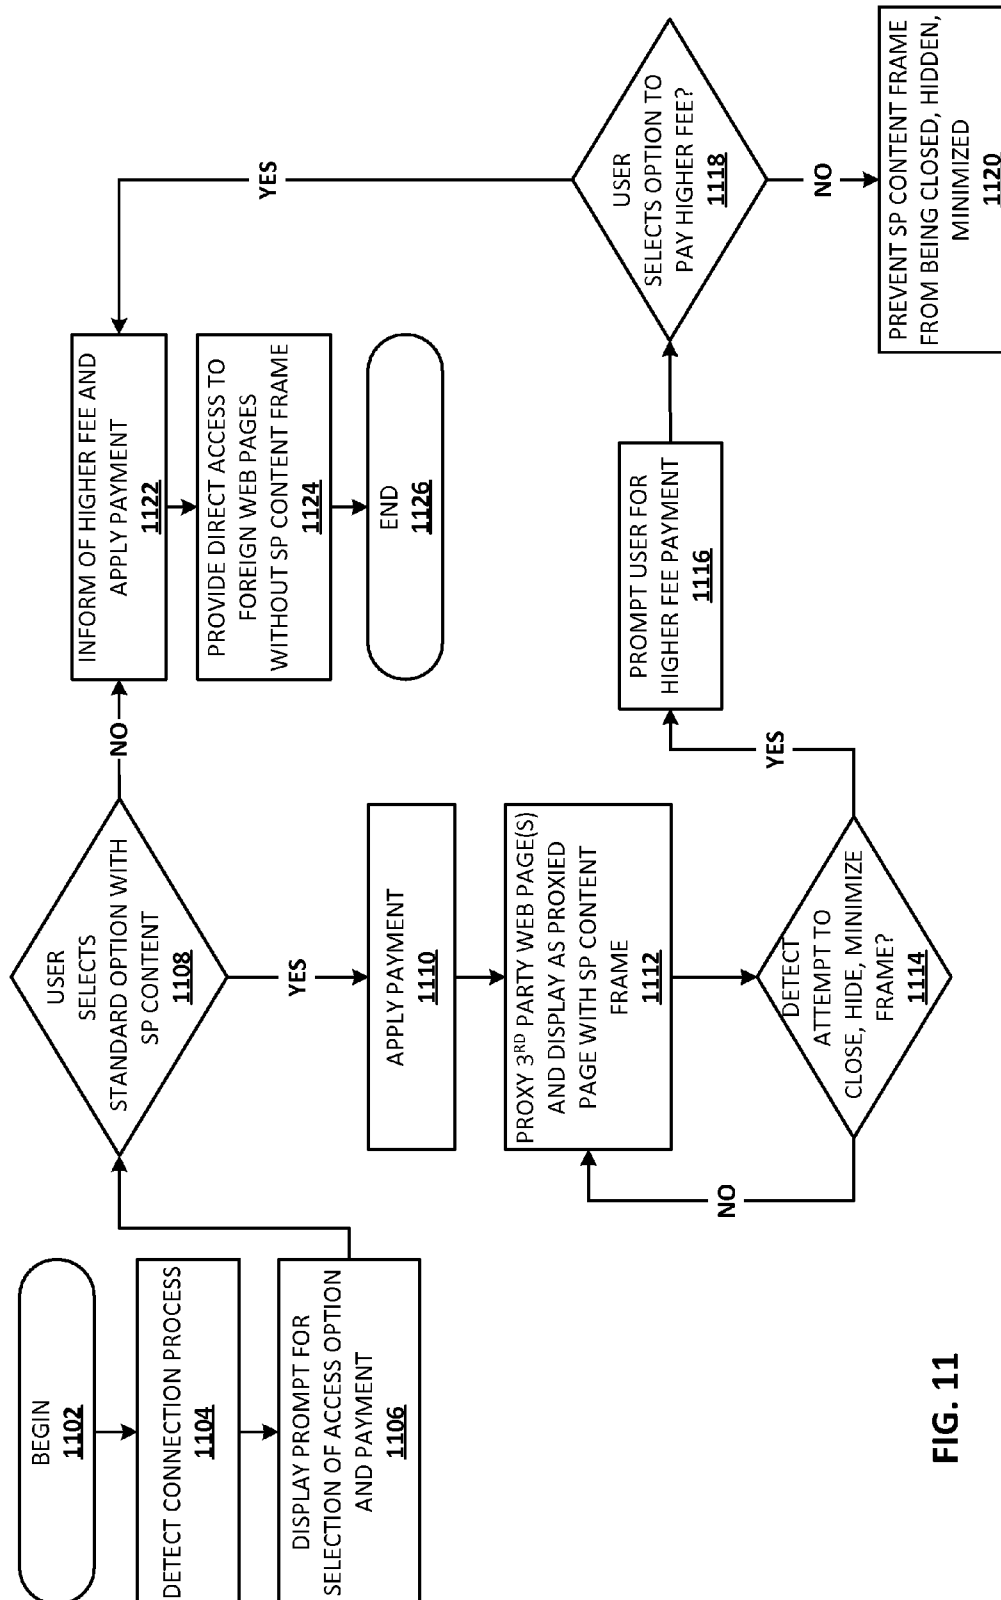 BEGIN
1102
DETECT CONNECTION PROCESS
1104
DISPLAY PROMPT FOR
SELECTION OF ACCESS OPTION
AND PAYMENT
1106
USER
SELECTS
STANDARD OPTION WITH
SP CONTENT
1108
YES
NO
APPLY PAYMENT
1110
PROXY 3RD PARTY WEB PAGE(S)
AND DISPLAY AS PROXIED
PAGE WITH SP CONTENT
FRAME
1112
DETECT
ATTEMPT TO
CLOSE, HIDE, MINIMIZE
FRAME?
1114
NO
YES
PROMPT USER FOR
HIGHER FEE PAYMENT
1116
USER
SELECTS OPTION TO
PAY HIGHER FEE?
1118
YES
NO
PREVENT SP CONTENT FRAME
FROM BEING CLOSED, HIDDEN,
MINIMIZED
1120
INFORM OF HIGHER FEE AND
APPLY PAYMENT
1122
PROVIDE DIRECT ACCESS TO
FOREIGN WEB PAGES
WITHOUT SP CONTENT FRAME
1124
END
1126
FIG. 11